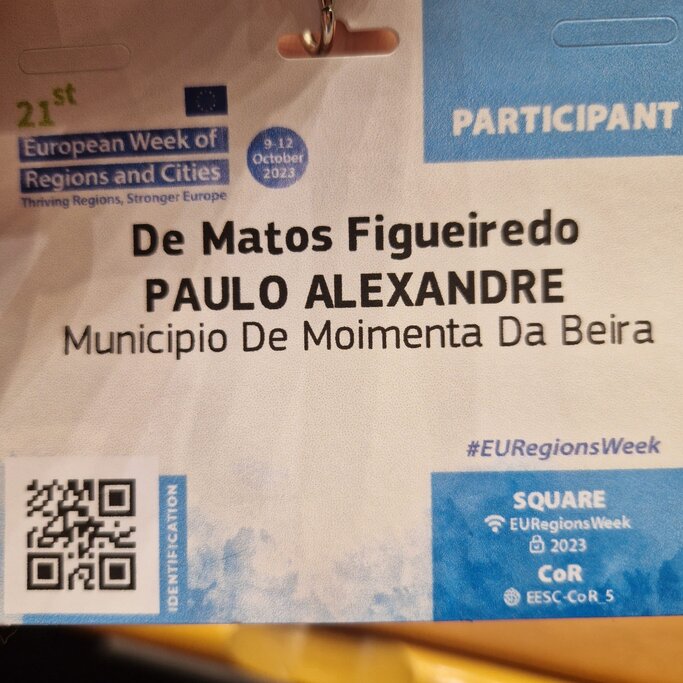 21st
European Week of
Regions and Cities
Thriving Regions, Stronger Europe
9-12
October
2023
PARTICIPANT
De Matos Figueiredo
PAULO ALEXANDRE
Municipio De Moimenta Da Beira
#EURegionsWeek
IDENTIFICATION
SQUARE
EURegionsWeek
2023
CoR
EESC-CoR_5